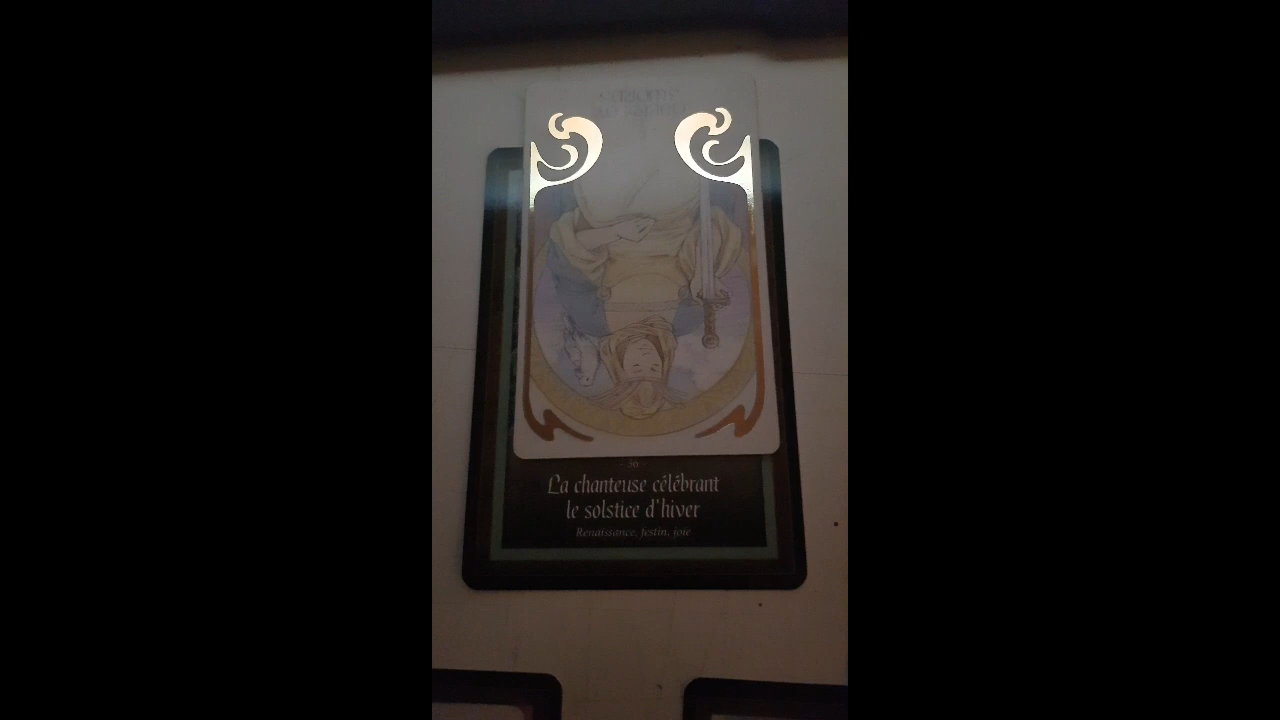 - 36 -
La chanteuse célébrant
le solstice d'hiver
Renaissance, festin, joie